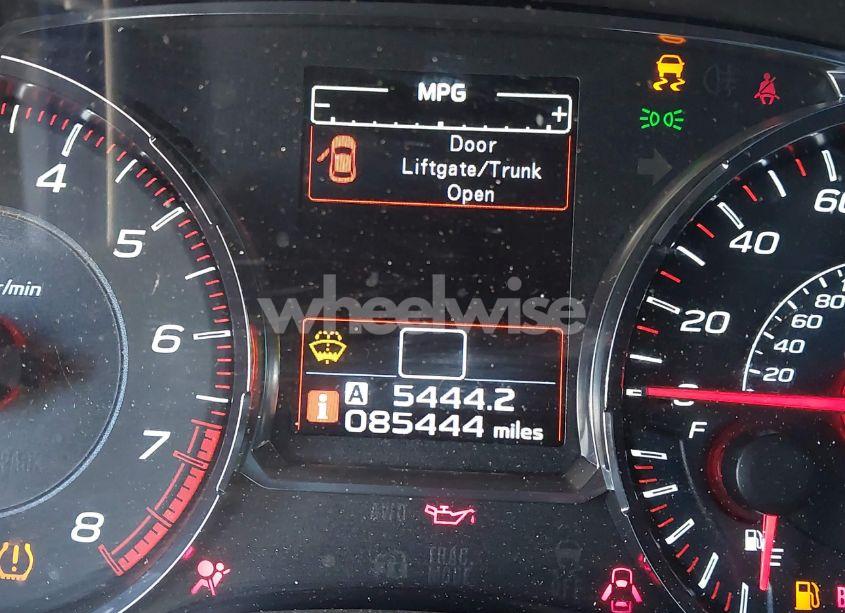 MPG
- +
Door
Liftgate/Trunk
Open
4
5
6
7
8
r/min
wheelwise
A 5444.2
085444 miles
i
0
20
40
60
20
40
60
80
F
E